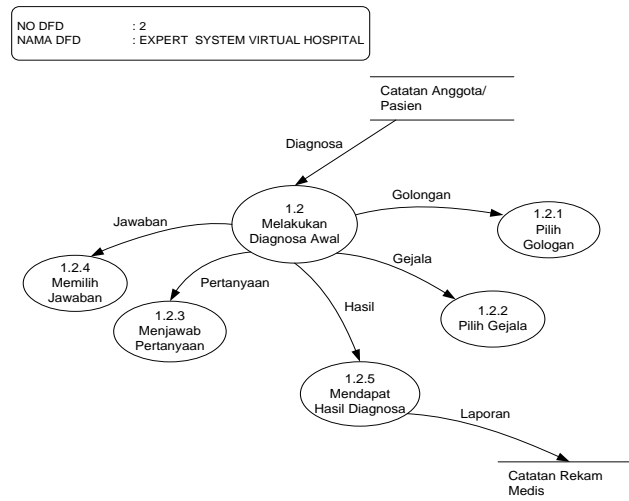 NO DFD : 2
NAMA DFD : EXPERT SYSTEM VIRTUAL HOSPITAL
Catatan Anggota/
Pasien
Diagnosa
1.2
Melakukan
Diagnosa Awal
Golongan
1.2.1
Pilih
Gologan
Jawaban
1.2.4
Memilih
Jawaban
Pertanyaan
1.2.3
Menjawab
Pertanyaan
Gejala
1.2.2
Pilih Gejala
Hasil
1.2.5
Mendapat
Hasil Diagnosa
Laporan
Catatan Rekam
Medis